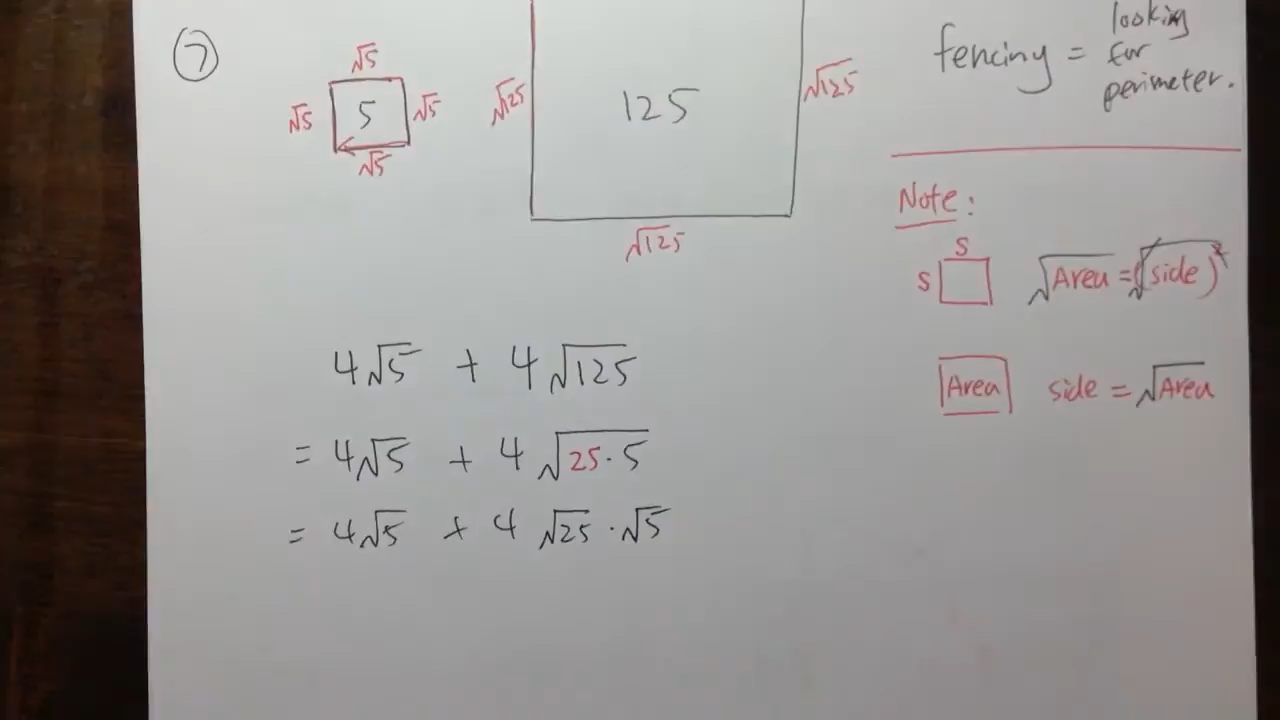 ⑦
√5
√5 5 √5
√5
√125 125 √125
√125
fencing = looking for perimeter.
Note:
s
s √Area = √(side)²
Area side = √Area
4√5 + 4√125
= 4√5 + 4√25·5
= 4√5 + 4 √25 · √5